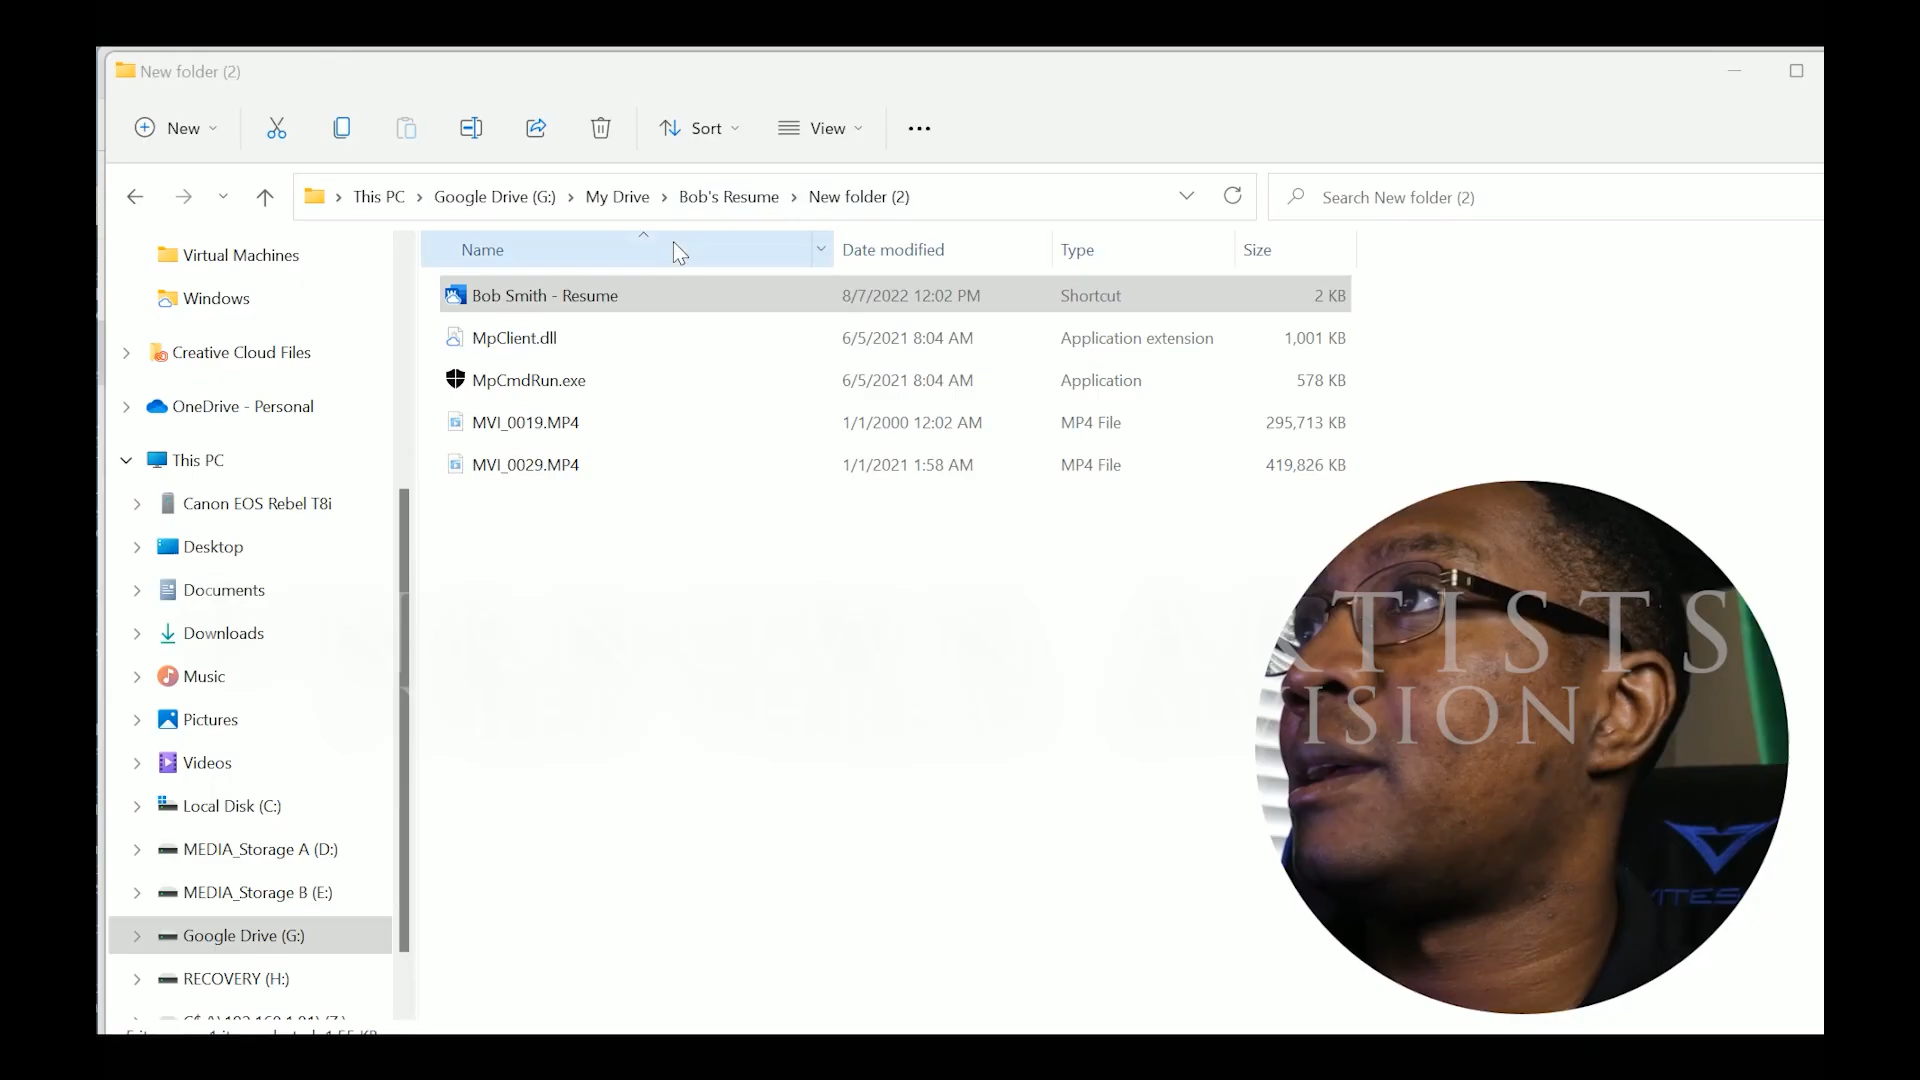 New folder (2)
New
Sort
View
This PC
Google Drive (G:)
My Drive
Bob's Resume
New folder (2)
Search New folder (2)
Virtual Machines
Windows
Creative Cloud Files
OneDrive - Personal
This PC
Canon EOS Rebel T8i
Desktop
Documents
Downloads
Music
Pictures
Videos
Local Disk (C:)
MEDIA_Storage A (D:)
MEDIA_Storage B (E:)
Google Drive (G:)
RECOVERY (H:)
Name Date modified Type Size
Bob Smith - Resume 8/7/2022 12:02 PM Shortcut 2 KB
MpClient.dll 6/5/2021 8:04 AM Application extension 1,001 KB
MpCmdRun.exe 6/5/2021 8:04 AM Application 578 KB
MVI_0019.MP4 1/1/2000 12:02 AM MP4 File 295,713 KB
MVI_0029.MP4 1/1/2021 1:58 AM MP4 File 419,826 KB
RTISTS
ISION